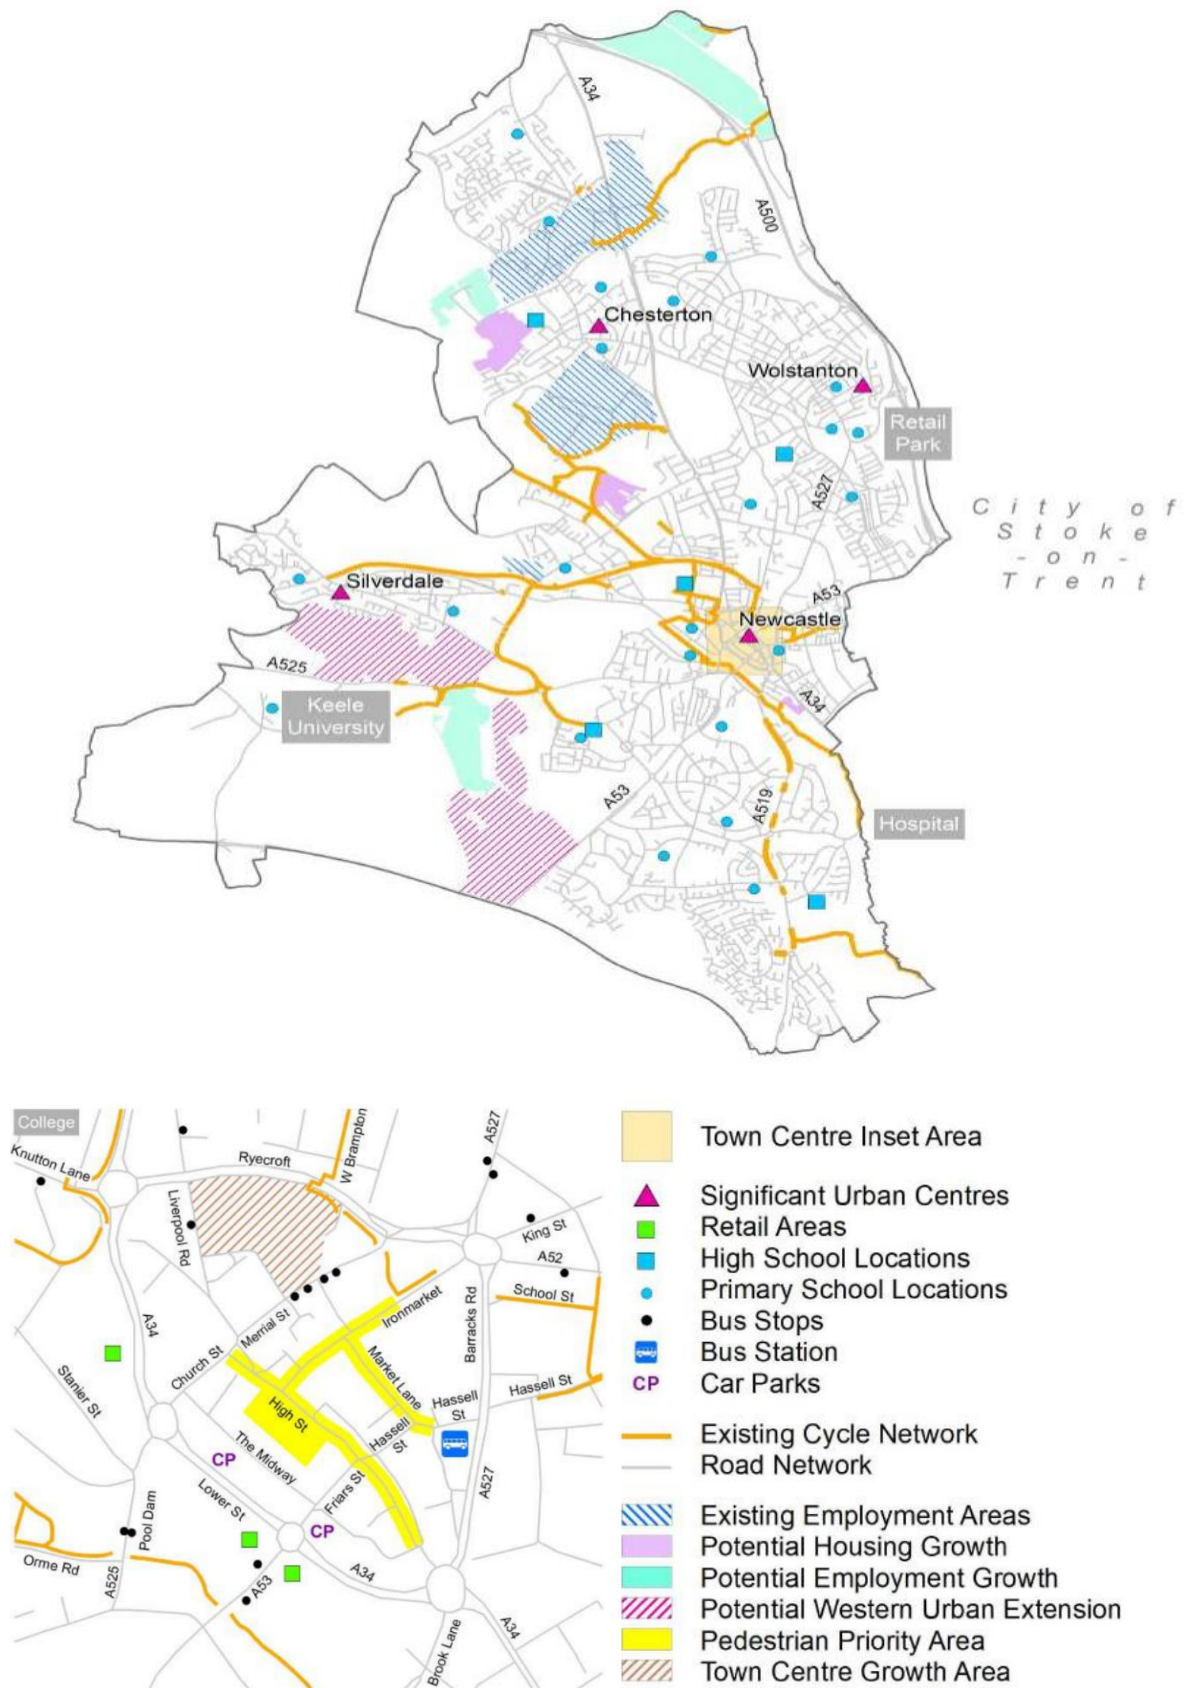 A34
A500
Chesterton
Wolstanton
Retail
Park
A527
City of
Stoke
-on-
Trent
Silverdale
A53
Newcastle
A525
Keele
University
A34
A53
A519
Hospital
College
Knutton Lane
Ryecroft
W Brampton
A527
Liverpool Rd
King St
A52
School St
A34
Merrial St
Ironmarket
Barracks Rd
Church St
Market Lane
Stanier St
High St
Hassell
St
Hassell St
Hassell
St
The Midway
CP
Lower St
Friars St
A527
CP
Pool Dam
Orme Rd
A525
A53
A34
A34
Brook Lane
Town Centre Inset Area
Significant Urban Centres
Retail Areas
High School Locations
Primary School Locations
Bus Stops
Bus Station
CP Car Parks
Existing Cycle Network
Road Network
Existing Employment Areas
Potential Housing Growth
Potential Employment Growth
Potential Western Urban Extension
Pedestrian Priority Area
Town Centre Growth Area